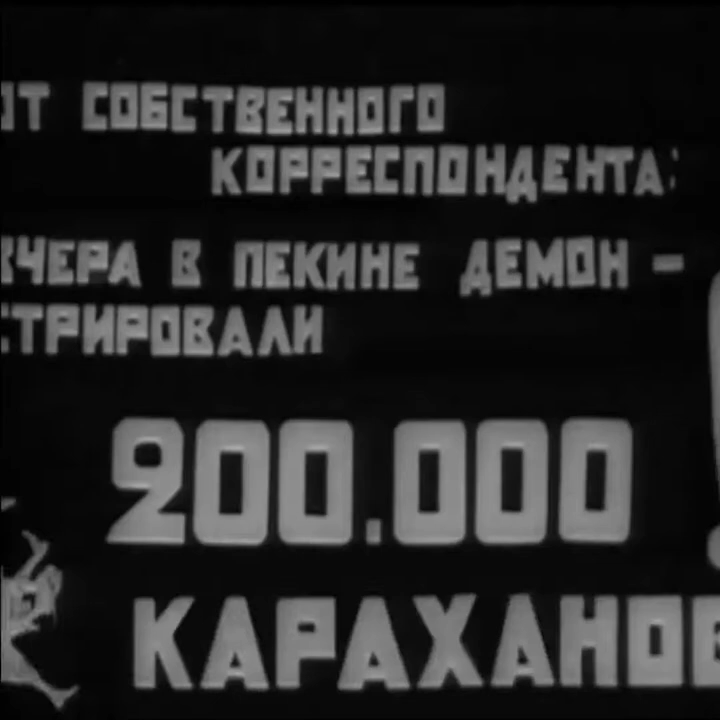 ОТ СОБСТВЕННОГО
КОРРЕСПОНДЕНТА:
ВЧЕРА В ПЕКИНЕ ДЕМОН -
СТРИРОВАЛИ
200.000
КАРАХАНОВ